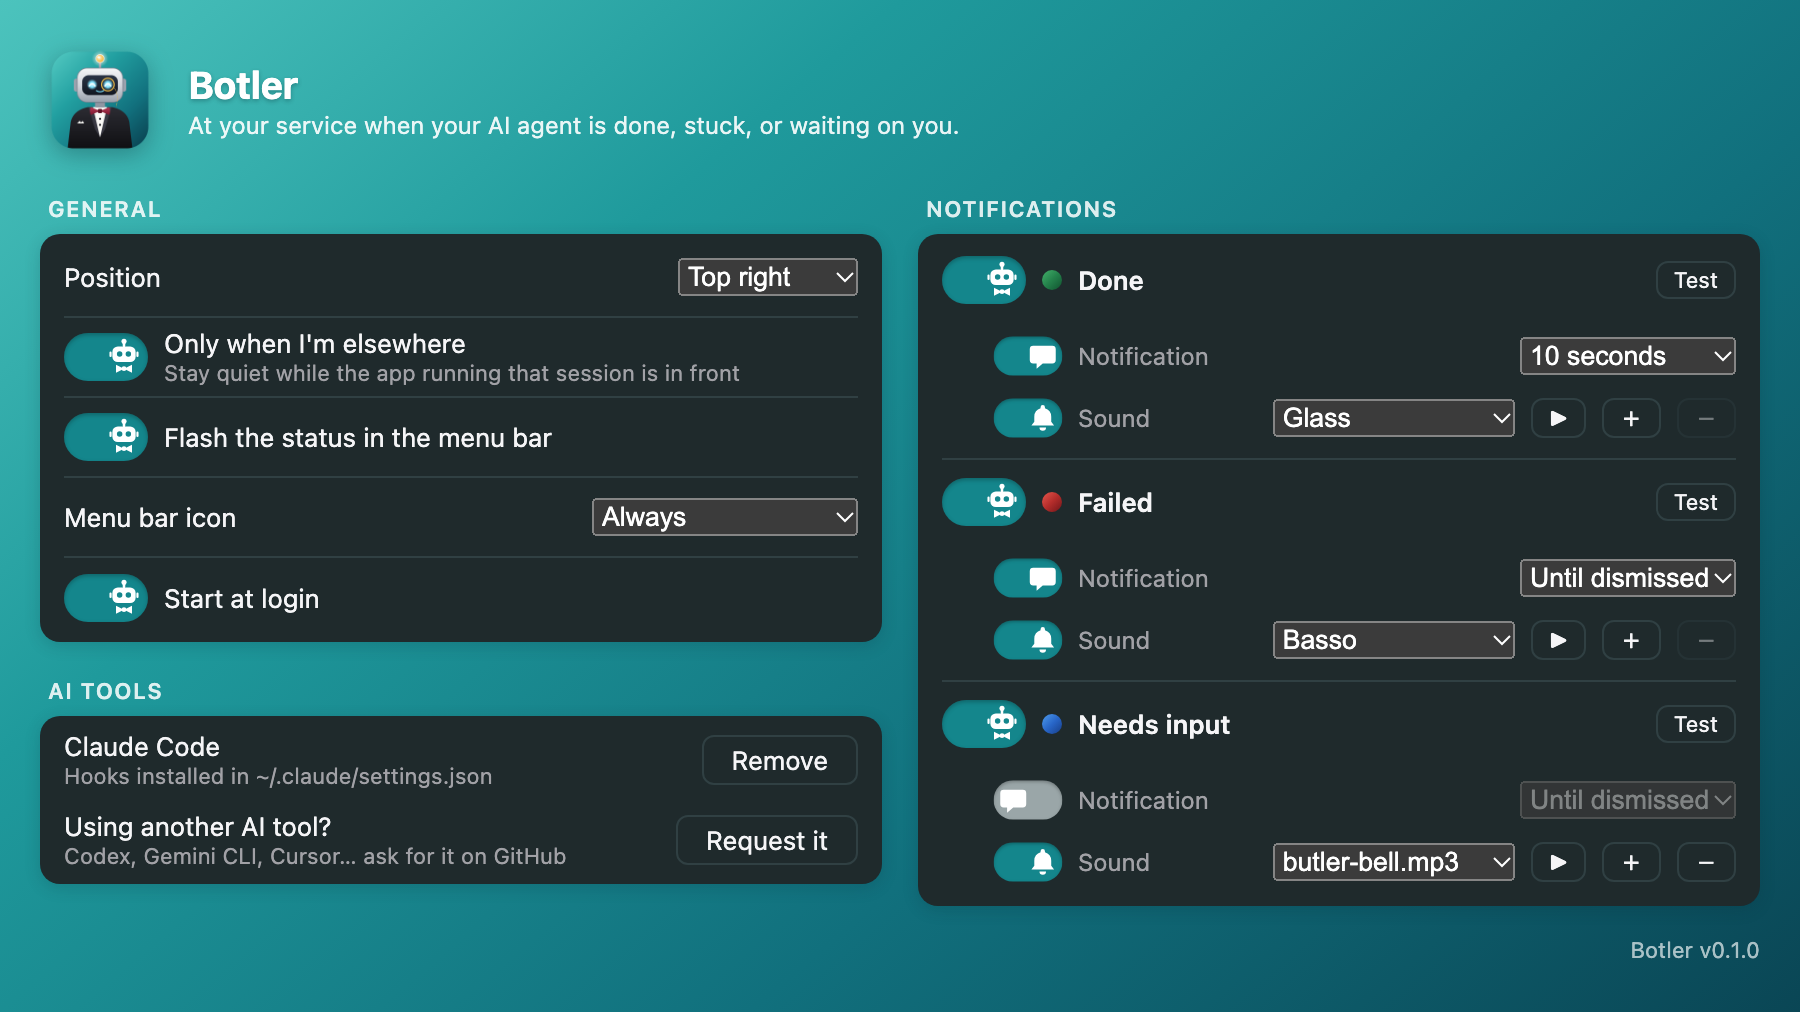 Botler
At your service when your AI agent is done, stuck, or waiting on you.
GENERAL
Position
Top right
Only when I'm elsewhere
Stay quiet while the app running that session is in front
Flash the status in the menu bar
Menu bar icon
Always
Start at login
AI TOOLS
Claude Code
Hooks installed in ~/.claude/settings.json
Remove
Using another AI tool?
Codex, Gemini CLI, Cursor... ask for it on GitHub
Request it
NOTIFICATIONS
Done
Test
Notification
10 seconds
Sound
Glass
Failed
Test
Notification
Until dismissed
Sound
Basso
Needs input
Test
Notification
Until dismissed
Sound
butler-bell.mp3
Botler v0.1.0